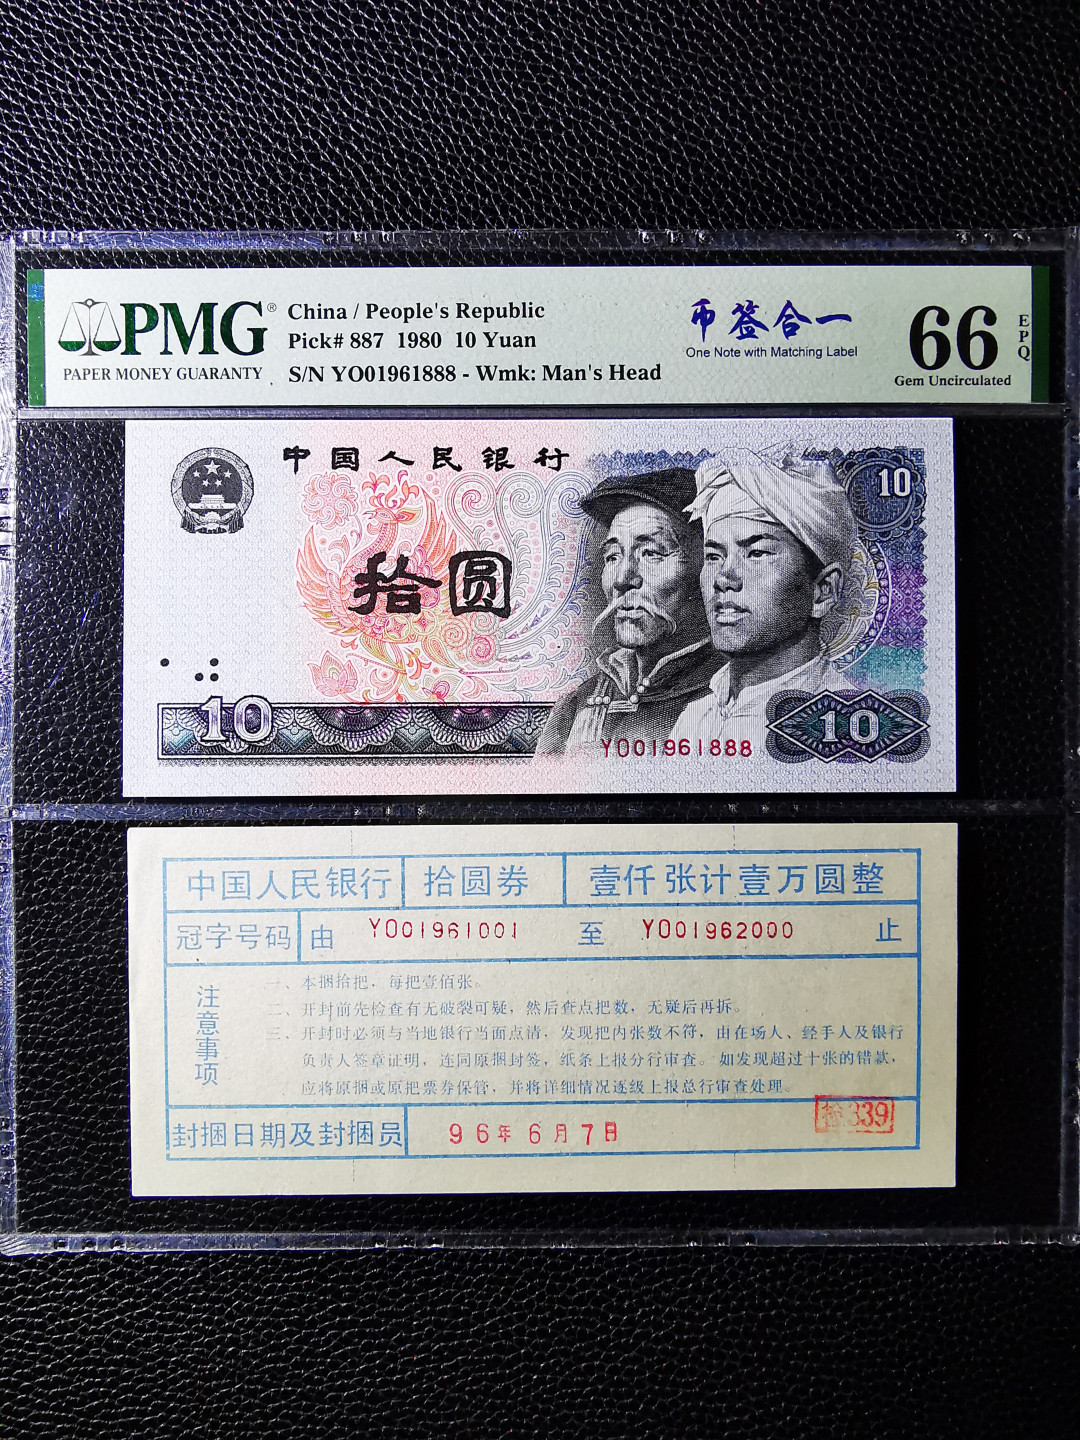 PMG®
PAPER MONEY GUARANTY
China / People's Republic
Pick# 887 1980 10 Yuan
S/N YO01961888 - Wmk: Man's Head
币签合一
One Note with Matching Label
66
EPQ
Gem Uncirculated
中国人民银行
10
拾圆
10
YO01961888
10
中国人民银行 拾圆券 壹仟张计壹万圆整
冠字号码 由 YO01961001 至 YO01962000 止
注意事项
一、本捆拾把，每把壹佰张。
二、开封前先检查有无破裂可疑，然后查点把数，无疑后再拆。
三、开封时必须与当地银行当面点清，发现把内张数不符，由在场人、经手人及银行
负责人签章证明，连同原捆封签，纸条上报分行审查。如发现超过十张的错款，
应将原捆或原把票券保管，并将详细情况逐级上报总行审查处理。
封捆日期及封捆员 96年6月7日
检339